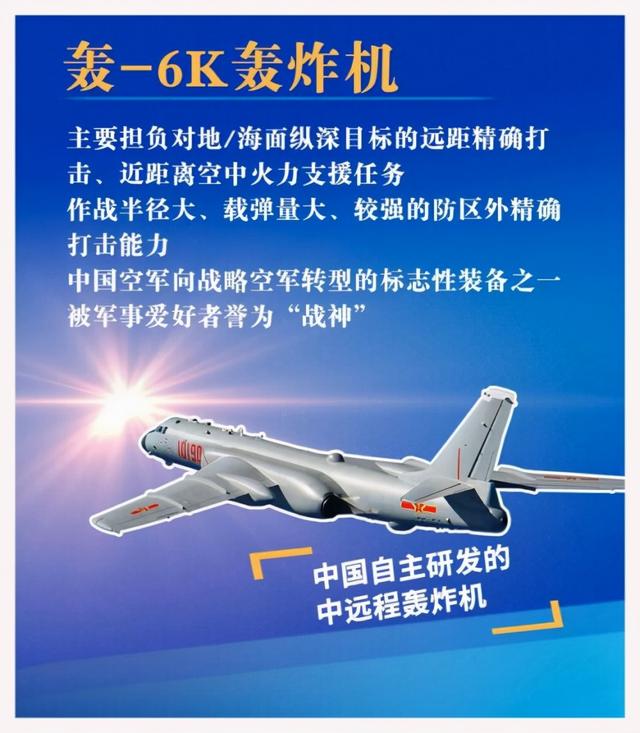 轰-6K轰炸机
主要担负对地/海面纵深目标的远距精确打
击、近距离空中火力支援任务
作战半径大、载弹量大、较强的防区外精确
打击能力
中国空军向战略空军转型的标志性装备之一
被军事爱好者誉为“战神”
10190
中国自主研发的
中远程轰炸机